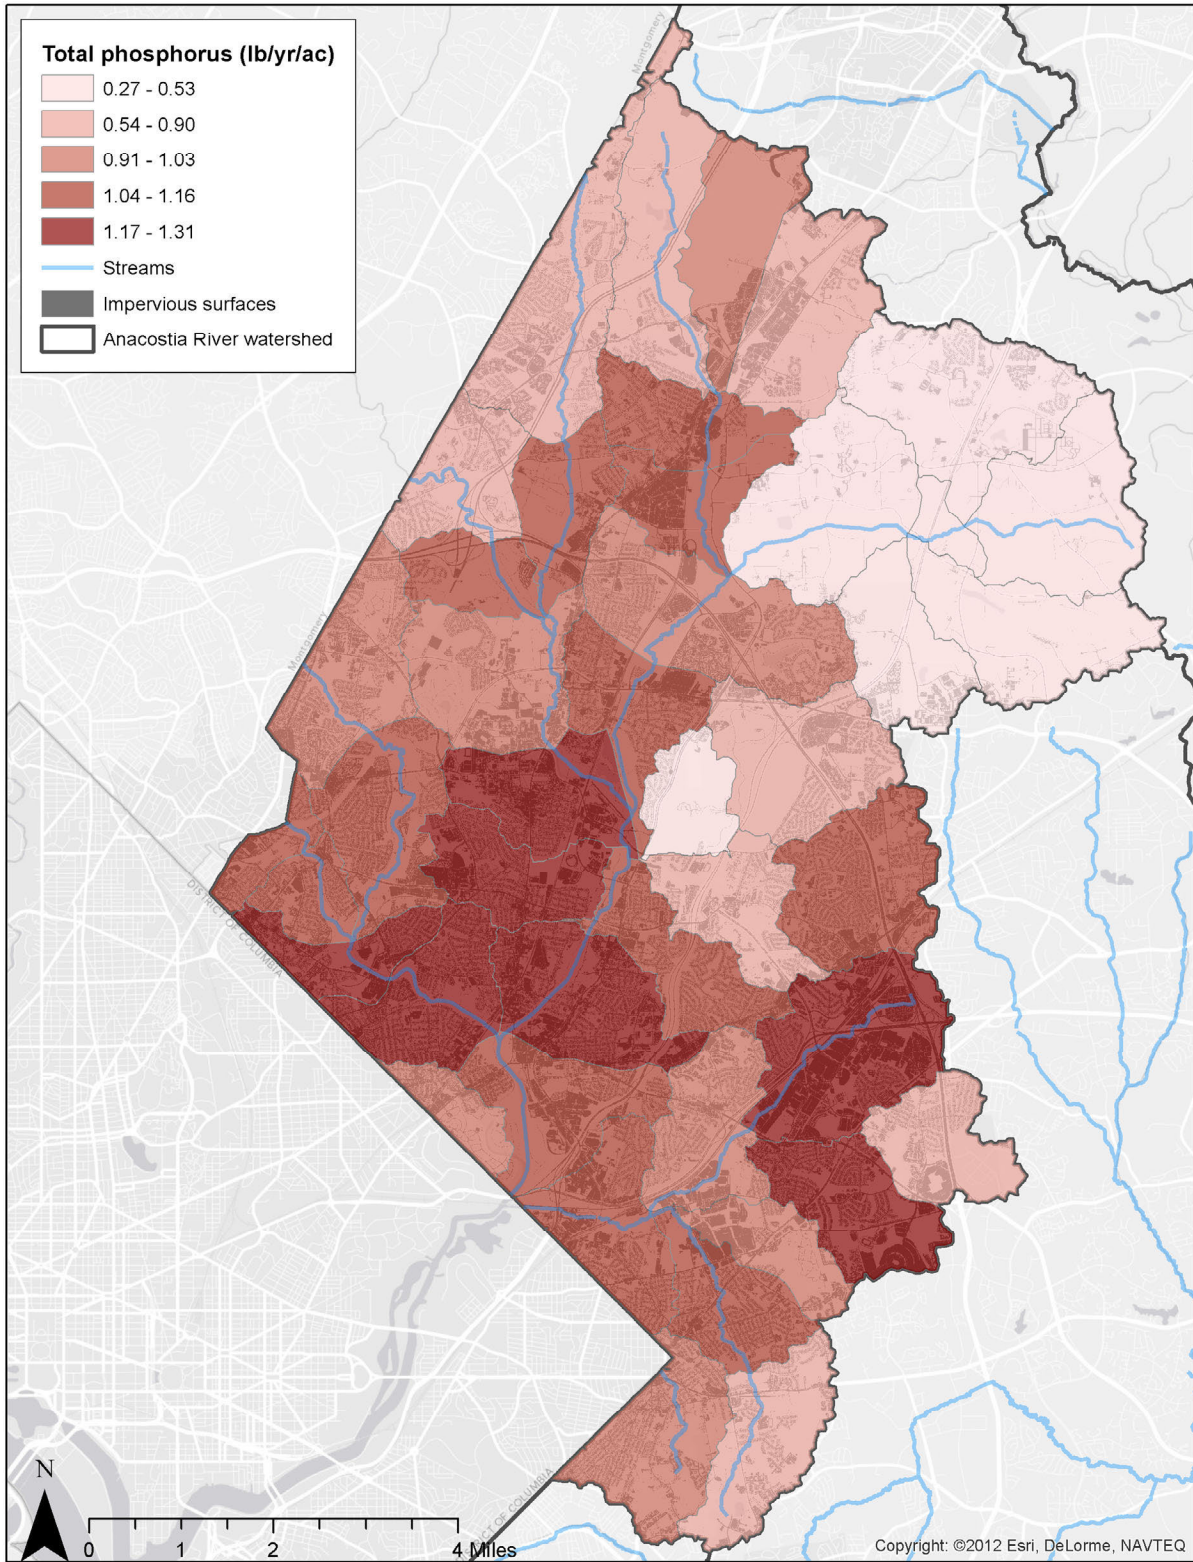 Total phosphorus (lb/yr/ac)
0.27 - 0.53
0.54 - 0.90
0.91 - 1.03
1.04 - 1.16
1.17 - 1.31
Streams
Impervious surfaces
Anacostia River watershed
Montgomery
Montgomery
DISTRICT OF COLUMBIA
DISTRICT OF COLUMBIA
N
0 1 2 4 Miles
Copyright: ©2012 Esri, DeLorme, NAVTEQ